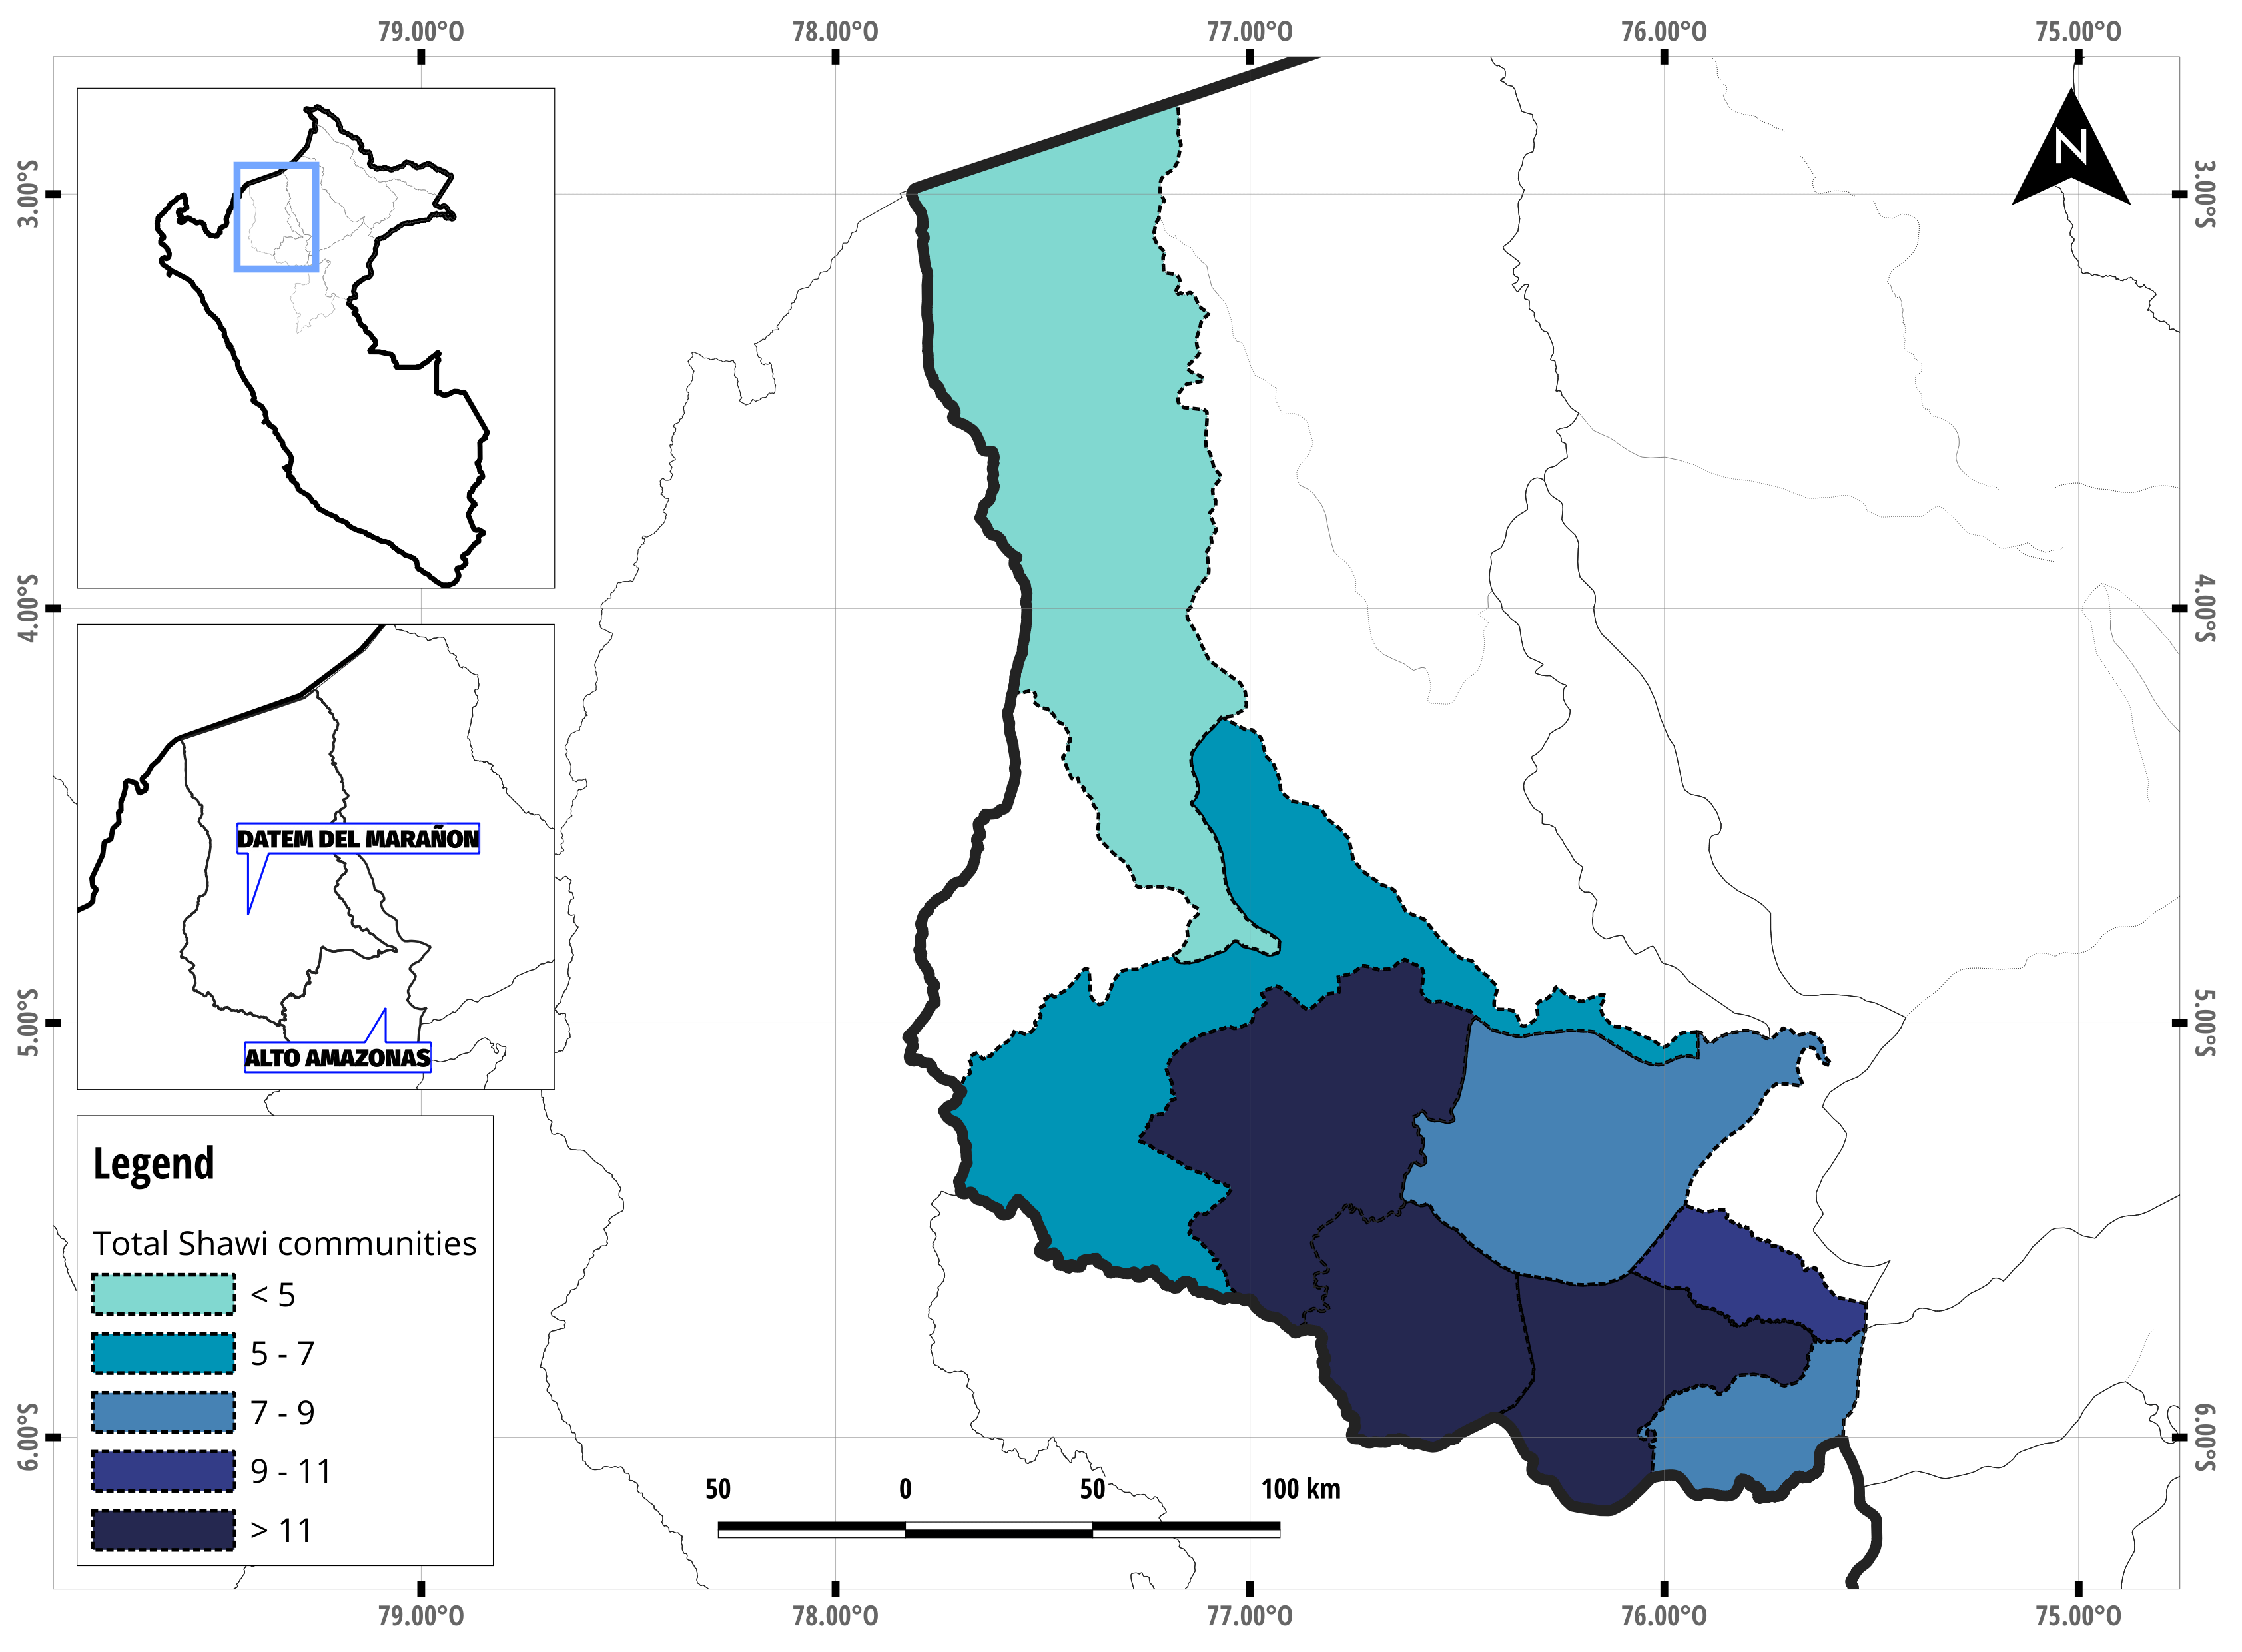 79.00°O 78.00°O 77.00°O 76.00°O 75.00°O
N
3.00°S 3.00°S
4.00°S 4.00°S
DATEM DEL MARAÑON
5.00°S 5.00°S
ALTO AMAZONAS
Legend
Total Shawi communities
< 5
5 - 7
7 - 9
9 - 11
> 11
6.00°S 6.00°S
50 0 50 100 km
79.00°O 78.00°O 77.00°O 76.00°O 75.00°O